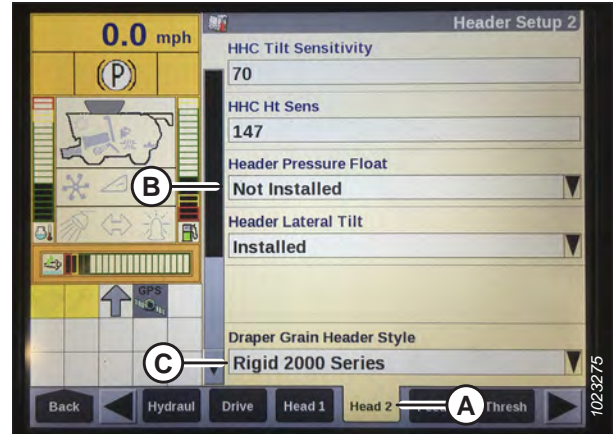 0.0 mph
Header Setup 2
(P)
HHC Tilt Sensitivity
70
HHC Ht Sens
147
Header Pressure Float
B
Not Installed
Header Lateral Tilt
Installed
GPS
Draper Grain Header Style
C
Rigid 2000 Series
Back
Hydraul
Drive
Head 1
Head 2
A
Thresh
1023275